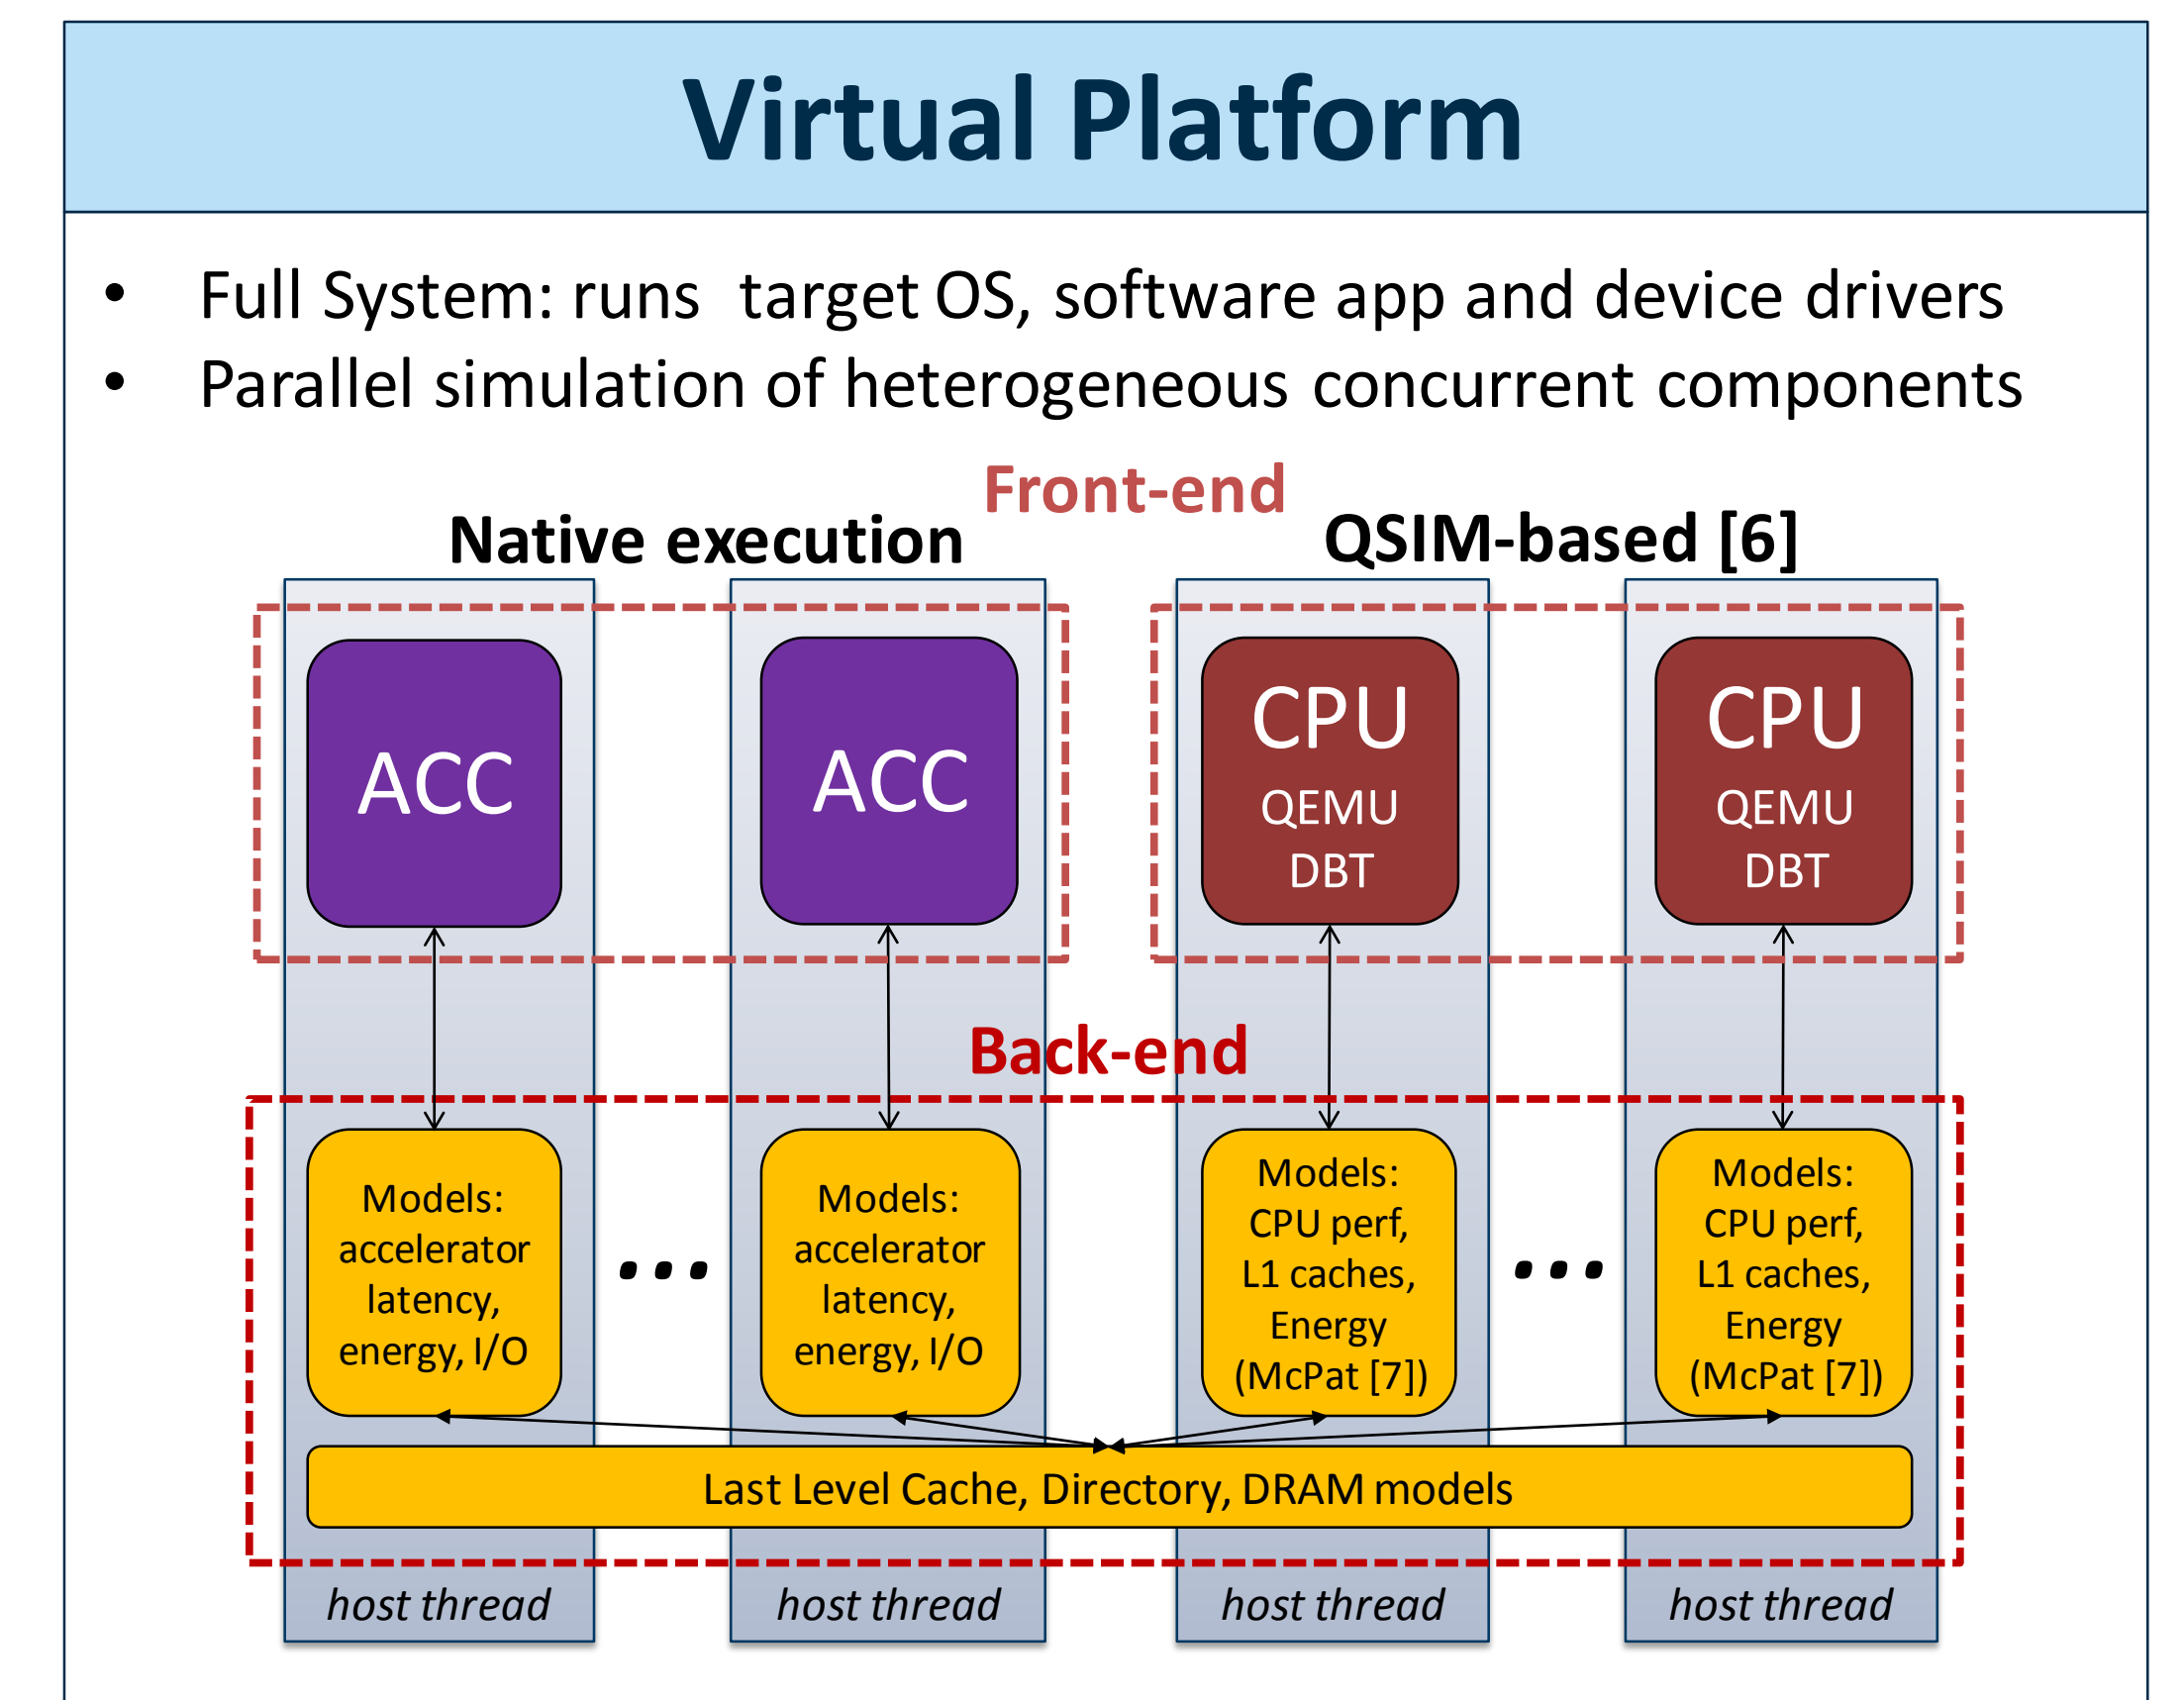 Virtual Platform
• Full System: runs target OS, software app and device drivers
• Parallel simulation of heterogeneous concurrent components
Front-end
Native execution
QSIM-based [6]
ACC
ACC
CPU
QEMU
DBT
CPU
QEMU
DBT
Back-end
Models:
accelerator
latency,
energy, I/O
...
Models:
accelerator
latency,
energy, I/O
Models:
CPU perf,
L1 caches,
Energy
(McPat [7])
...
Models:
CPU perf,
L1 caches,
Energy
(McPat [7])
Last Level Cache, Directory, DRAM models
host thread
host thread
host thread
host thread